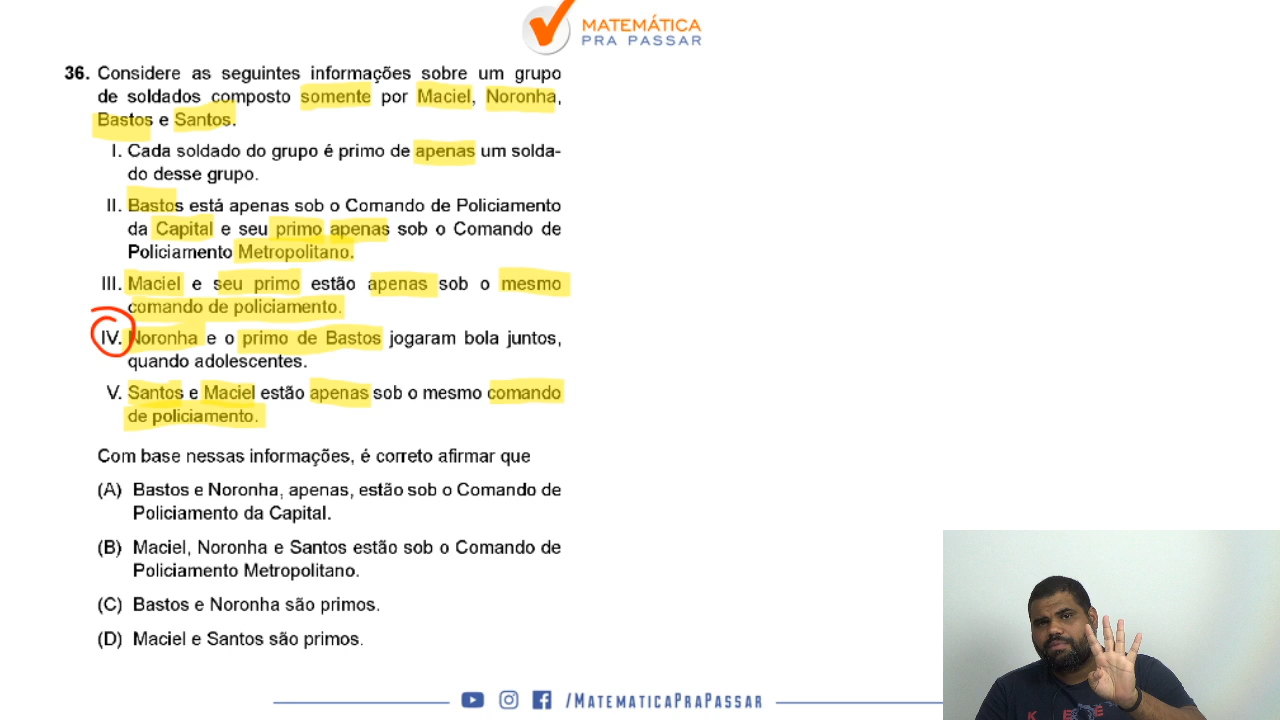 MATEMÁTICA
PRA PASSAR
36. Considere as seguintes informações sobre um grupo
de soldados composto somente por Maciel, Noronha,
Bastos e Santos.
I. Cada soldado do grupo é primo de apenas um solda-
do desse grupo.
II. Bastos está apenas sob o Comando de Policiamento
da Capital e seu primo apenas sob o Comando de
Policiamento Metropolitano.
III. Maciel e seu primo estão apenas sob o mesmo
comando de policiamento.
IV. Noronha e o primo de Bastos jogaram bola juntos,
quando adolescentes.
V. Santos e Maciel estão apenas sob o mesmo comando
de policiamento.
Com base nessas informações, é correto afirmar que
(A) Bastos e Noronha, apenas, estão sob o Comando de
Policiamento da Capital.
(B) Maciel, Noronha e Santos estão sob o Comando de
Policiamento Metropolitano.
(C) Bastos e Noronha são primos.
(D) Maciel e Santos são primos.
/MATEMATICAPRAPASSAR